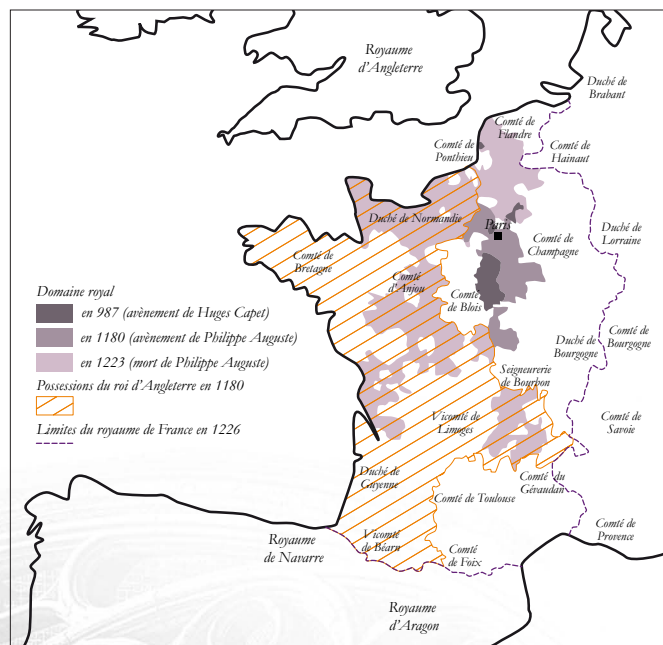 Royaume
d'Angleterre
Duché de
Brabant
Comté de
Flandre
Comté de
Ponthieu
Comté de
Hainaut
Duché de Normandie
Paris
Duché de
Lorraine
Comté de
Champagne
Comté de
Bretagne
Comté
d'Anjou
Comté
de Blois
Domaine royal
en 987 (avènement de Huges Capet)
en 1180 (avènement de Philippe Auguste)
en 1223 (mort de Philippe Auguste)
Possessions du roi d'Angleterre en 1180
Limites du royaume de France en 1226
Duché de
Bourgogne
Comté de
Bourgogne
Seigneurerie
de Bourbon
Vicomté de
Limoges
Comté de
Savoie
Duché de
Guyenne
Comté de Toulouse
Comté du
Gévaudan
Royaume
de Navarre
Vicomté
de Béarn
Comté
de Foix
Comté de
Provence
Royaume
d'Aragon